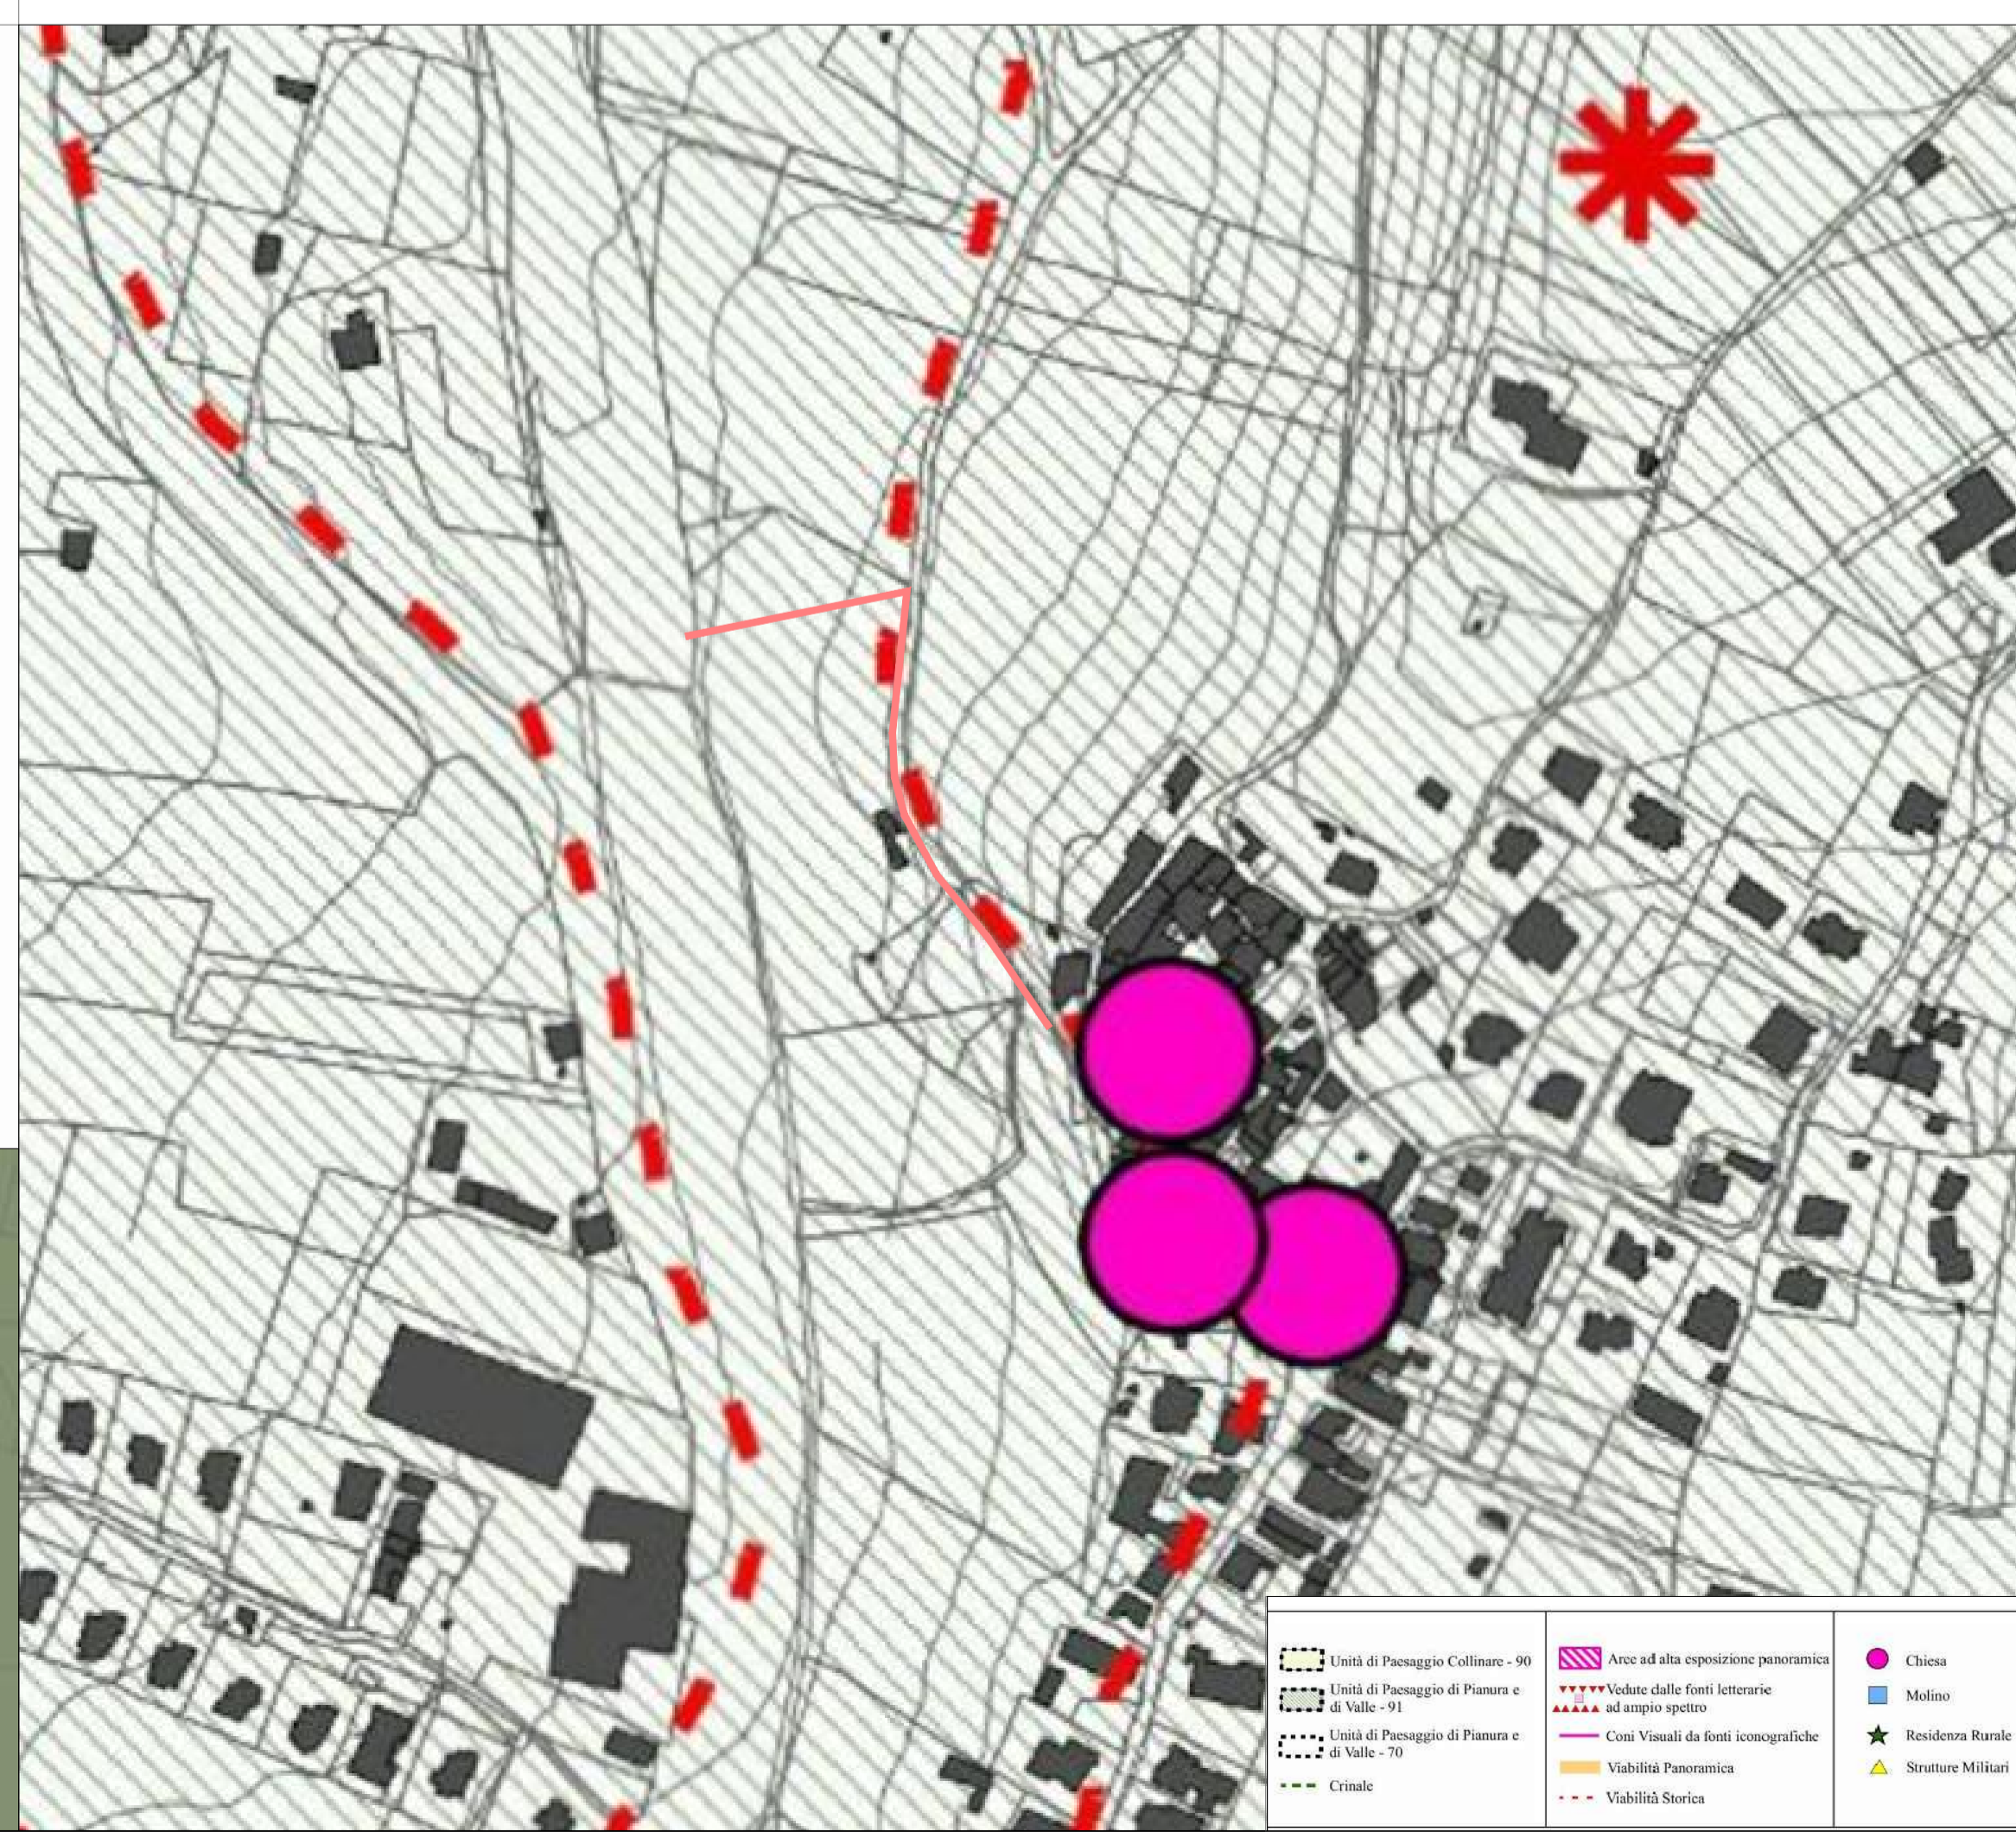 Unità di Paesaggio Collinare - 90
Unità di Paesaggio di Pianura e
di Valle - 91
Unità di Paesaggio di Pianura e
di Valle - 70
Crinale
Aree ad alta esposizione panoramica
Vedute dalle fonti letterarie
ad ampio spettro
Coni Visuali da fonti iconografiche
Viabilità Panoramica
Viabilità Storica
Chiesa
Molino
Residenza Rurale
Strutture Militari